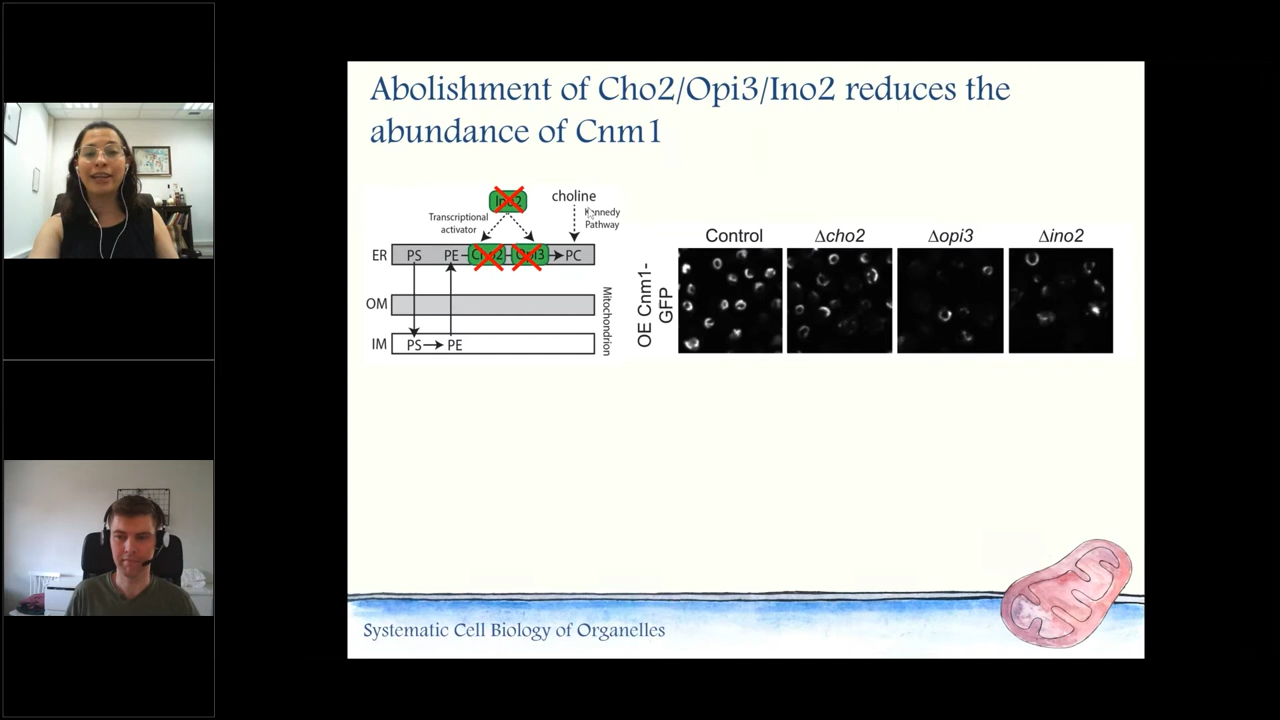 Abolishment of Cho2/Opi3/Ino2 reduces the
abundance of Cnm1
Ino2
choline
Transcriptional
activator
Kennedy
Pathway
ER
PS
PE
Cho2
Opi3
PC
OM
IM
PS
PE
Mitochondrion
Control
Δcho2
Δopi3
Δino2
OE Cnm1-
GFP
Systematic Cell Biology of Organelles